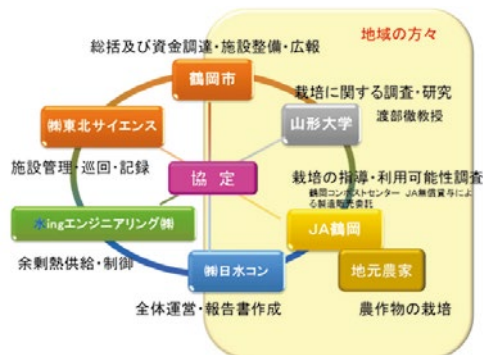 地域の方々
総括及び資金調達・施設整備・広報
鶴岡市
栽培に関する調査・研究
㈱東北サイエンス
山形大学
渡部徹教授
施設管理・巡回・記録
協定
栽培の指導・利用可能性調査
鶴岡コンポストセンター JA無償貸与によ
る製造販売委託
水ingエンジニアリング㈱
JA鶴岡
余剰熱供給・制御
㈱日水コン
地元農家
全体運営・報告書作成
農作物の栽培